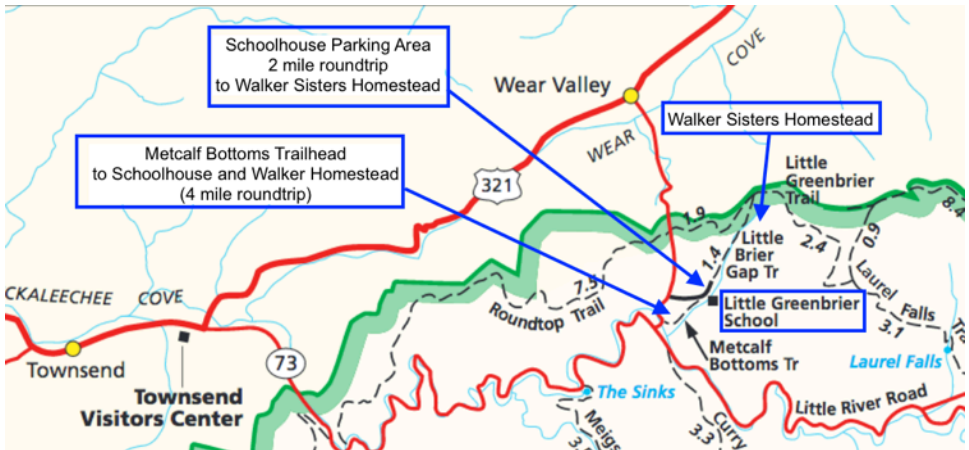 Schoolhouse Parking Area
2 mile roundtrip
to Walker Sisters Homestead
COVE
Wear Valley
Walker Sisters Homestead
WEAR
Metcalf Bottoms Trailhead
to Schoolhouse and Walker Homestead
(4 mile roundtrip)
321
Little
Greenbrier
Trail
8.4
1.9
0.9
Little
Brier
Gap Tr
1.4
2.4
7.5
CKALEECHEE COVE
Roundtop Trail
Little Greenbrier
School
Laurel Falls
3.1
Tra
Metcalf
Bottoms Tr
Laurel Falls
Townsend
73
Townsend
Visitors Center
The Sinks
Little River Road
Meigs
3.
Curry
3.3